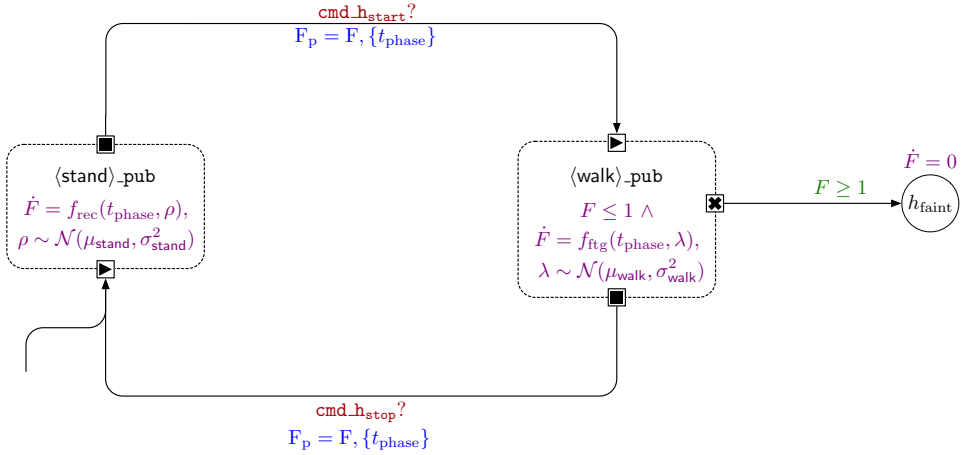 cmd_h_start?
F_p = F, {t_phase}
⟨stand⟩_pub
Ḟ = f_rec(t_phase, ρ),
ρ ∼ 𝒩(μ_stand, σ²_stand)
⟨walk⟩_pub
F ≤ 1 ∧
Ḟ = f_ftg(t_phase, λ),
λ ∼ 𝒩(μ_walk, σ²_walk)
F ≥ 1
Ḟ = 0
h_faint
cmd_h_stop?
F_p = F, {t_phase}